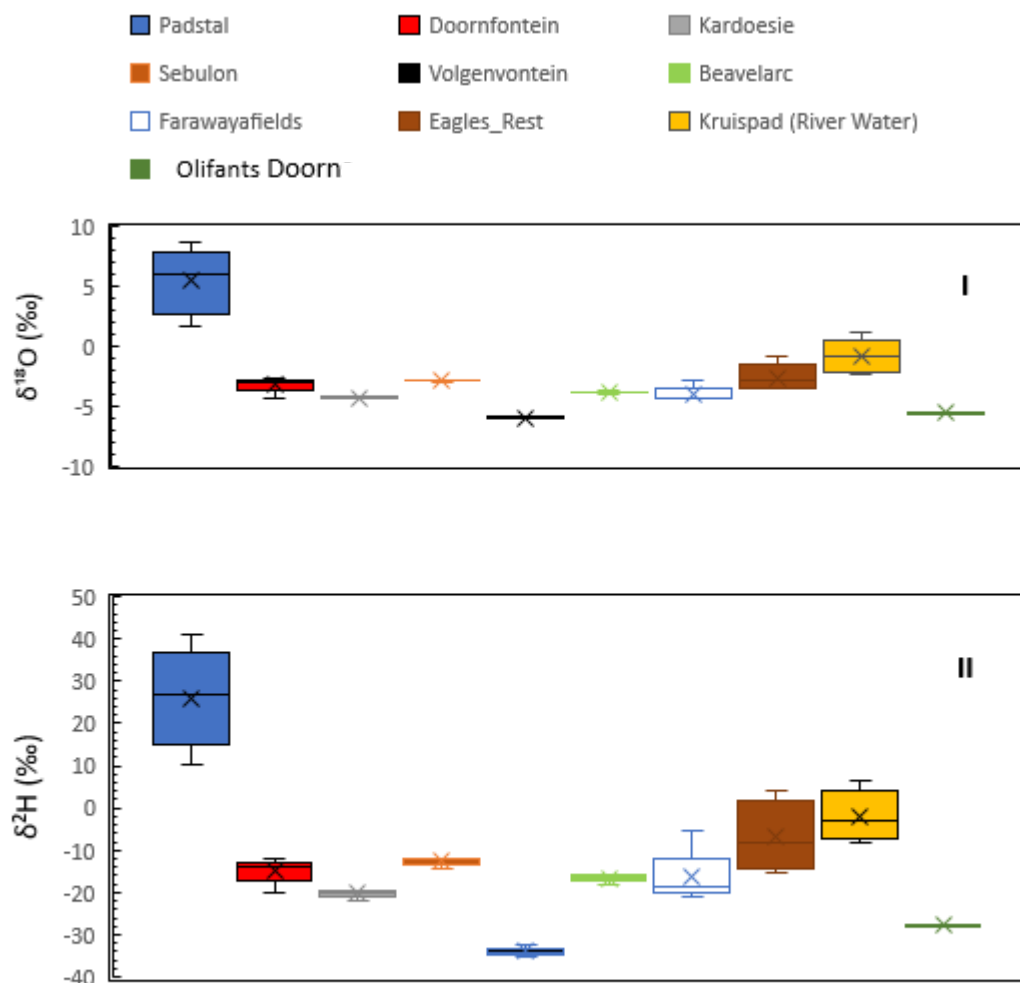 Padstal Doornfontein Kardoesie
Sebulon Volgenvontein Beavelarc
Farawayafields Eagles_Rest Kruispad (River Water)
Olifants Doorn
10
5
0
-5
-10
δ¹⁸O (‰)
I
50
40
30
20
10
0
-10
-20
-30
-40
δ²H (‰)
II